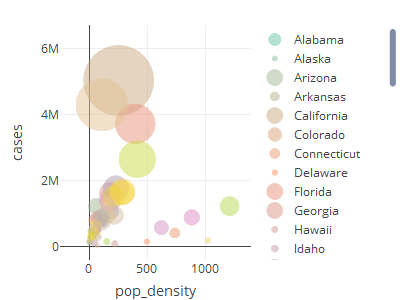 6M
4M
2M
0
0
500
1000
cases
pop_density
Alabama
Alaska
Arizona
Arkansas
California
Colorado
Connecticut
Delaware
Florida
Georgia
Hawaii
Idaho